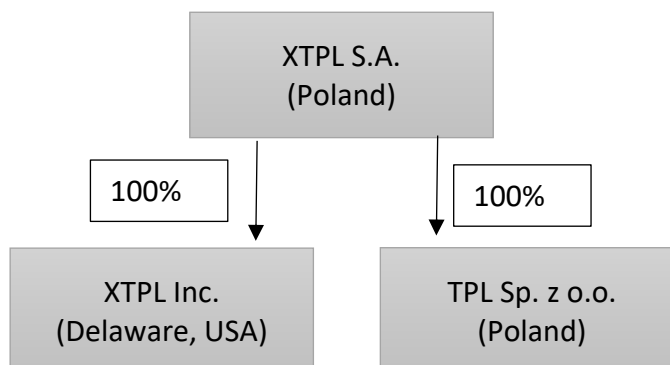 XTPL S.A.
(Poland)
100%
100%
XTPL Inc.
(Delaware, USA)
TPL Sp. z o.o.
(Poland)